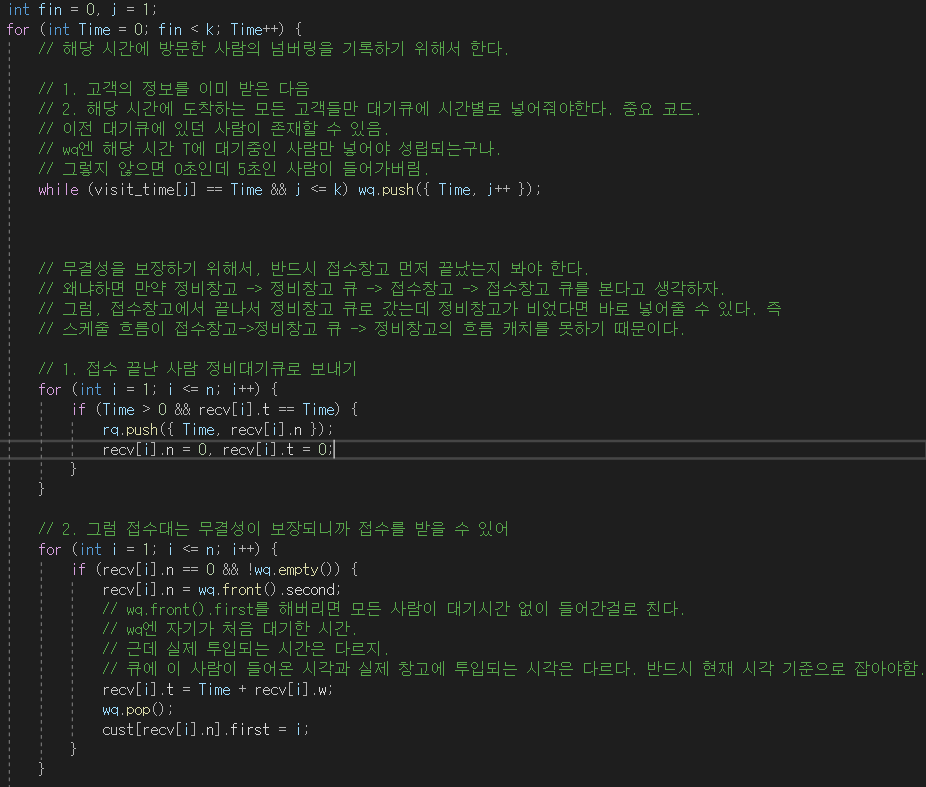 int fin = 0, j = 1;
for (int Time = 0; fin < k; Time++) {
// 해당 시간에 방문한 사람의 넘버링을 기록하기 위해서 한다.
// 1. 고객의 정보를 이미 받은 다음
// 2. 해당 시간에 도착하는 모든 고객들만 대기큐에 시간별로 넣어줘야한다. 중요 코드.
// 이전 대기큐에 있던 사람이 존재할 수 있음.
// wq엔 해당 시간 T에 대기중인 사람만 넣어야 성립되는구나.
// 그렇지 않으면 0초인데 5초인 사람이 들어가버림.
while (visit_time[j] == Time && j <= k) wq.push({ Time, j++ });
// 무결성을 보장하기 위해서, 반드시 접수창고 먼저 끝났는지 봐야 한다.
// 왜냐하면 만약 정비창고 -> 정비창고 큐 -> 접수창고 -> 접수창고 큐를 본다고 생각하자.
// 그럼, 접수창고에서 끝나서 정비창고 큐로 갔는데 정비창고가 비었다면 바로 넣어줄 수 있다. 즉
// 스케줄 흐름이 접수창고->정비창고 큐 -> 정비창고의 흐름 캐치를 못하기 때문이다.
// 1. 접수 끝난 사람 정비대기큐로 보내기
for (int i = 1; i <= n; i++) {
if (Time > 0 && recv[i].t == Time) {
rq.push({ Time, recv[i].n });
recv[i].n = 0, recv[i].t = 0;
}
}
// 2. 그럼 접수대는 무결성이 보장되니까 접수를 받을 수 있어
for (int i = 1; i <= n; i++) {
if (recv[i].n == 0 && !wq.empty()) {
recv[i].n = wq.front().second;
// wq.front().first를 해버리면 모든 사람이 대기시간 없이 들어간걸로 친다.
// wq엔 자기가 처음 대기한 시간.
// 근데 실제 투입되는 시간은 다르지.
// 큐에 이 사람이 들어온 시각과 실제 창고에 투입되는 시각은 다르다. 반드시 현재 시각 기준으로 잡아야함.
recv[i].t = Time + recv[i].w;
wq.pop();
cust[recv[i].n].first = i;
}
}